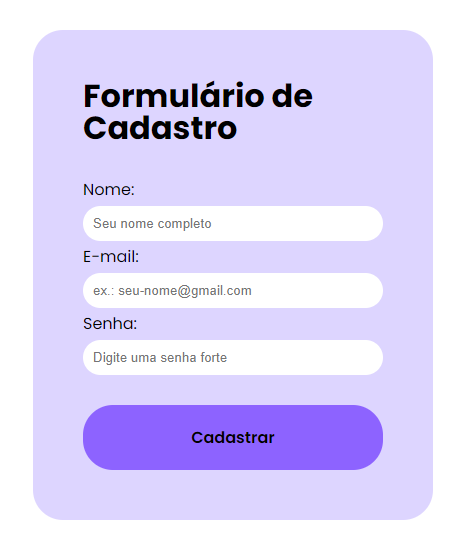 Formulário de
Cadastro
Nome:
Seu nome completo
E-mail:
ex.: seu-nome@gmail.com
Senha:
Digite uma senha forte
Cadastrar